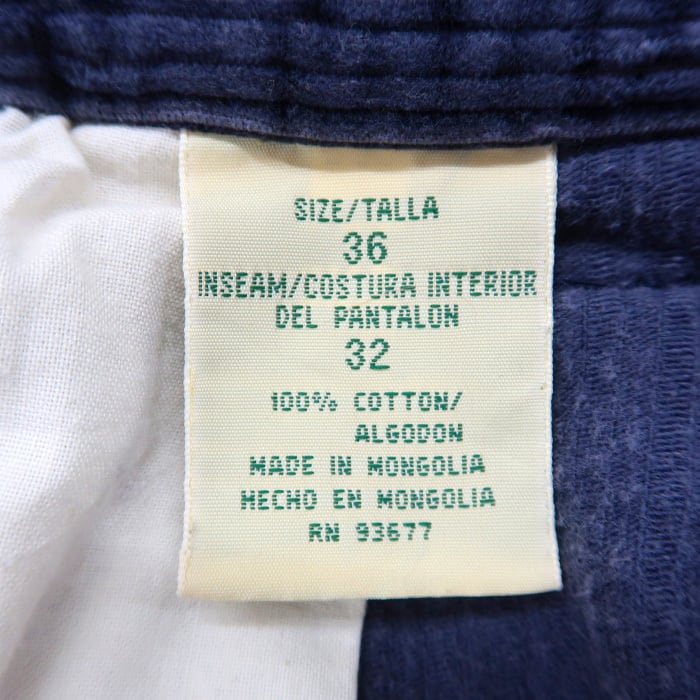 SIZE/TALLA
36
INSEAM/COSTURA INTERIOR
DEL PANTALON
32
100% COTTON/
ALGODON
MADE IN MONGOLIA
HECHO EN MONGOLIA
RN 93677